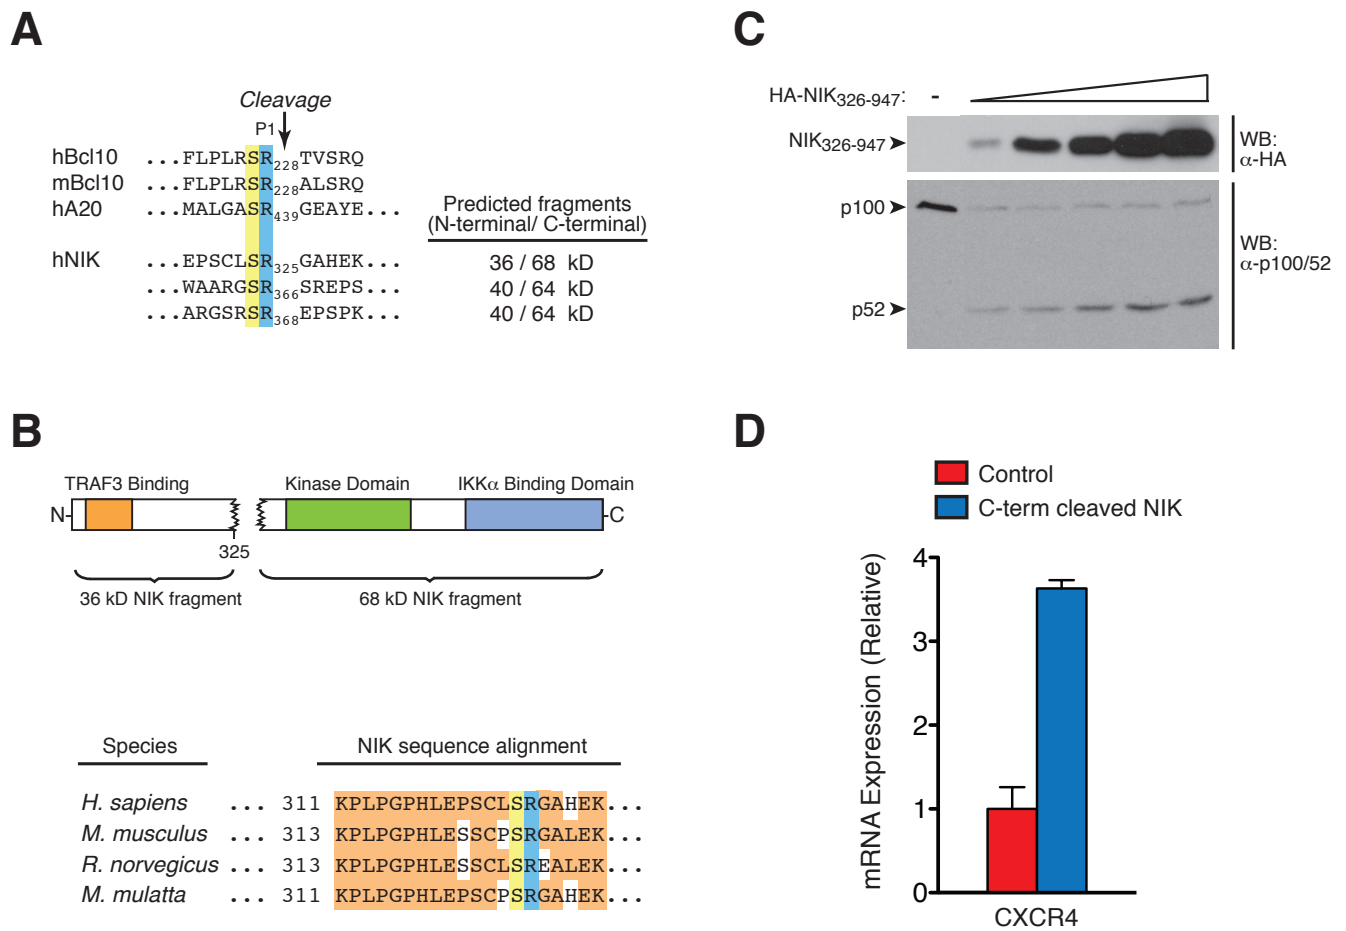 A
Cleavage
P1
hBcl10 ...FLPLRSR228TVSRQ
mBcl10 ...FLPLRSR228ALSRQ
hA20 ...MALGASR439GEAYE...
Predicted fragments
(N-terminal/ C-terminal)
hNIK ...EPSCLSR325GAHEK... 36 / 68 kD
...WAARGSR366SREPS... 40 / 64 kD
...ARGSRSR368EPSPK... 40 / 64 kD
B
TRAF3 Binding Kinase Domain IKKα Binding Domain
N C
325
36 kD NIK fragment 68 kD NIK fragment
Species NIK sequence alignment
H. sapiens ... 311 KPLPGPHLEPSCLSRGAHEK...
M. musculus ... 313 KPLPGPHLESSCPSRGALEK...
R. norvegicus ... 313 KPLPGPHLESSCLSREALEK...
M. mulatta ... 311 KPLPGPHLEPSCPSRGAHEK...
C
HA-NIK326-947: -
NIK326-947
WB:
α-HA
p100
p52
WB:
α-p100/52
D
Control
C-term cleaved NIK
mRNA Expression (Relative)
4
3
2
1
0
CXCR4